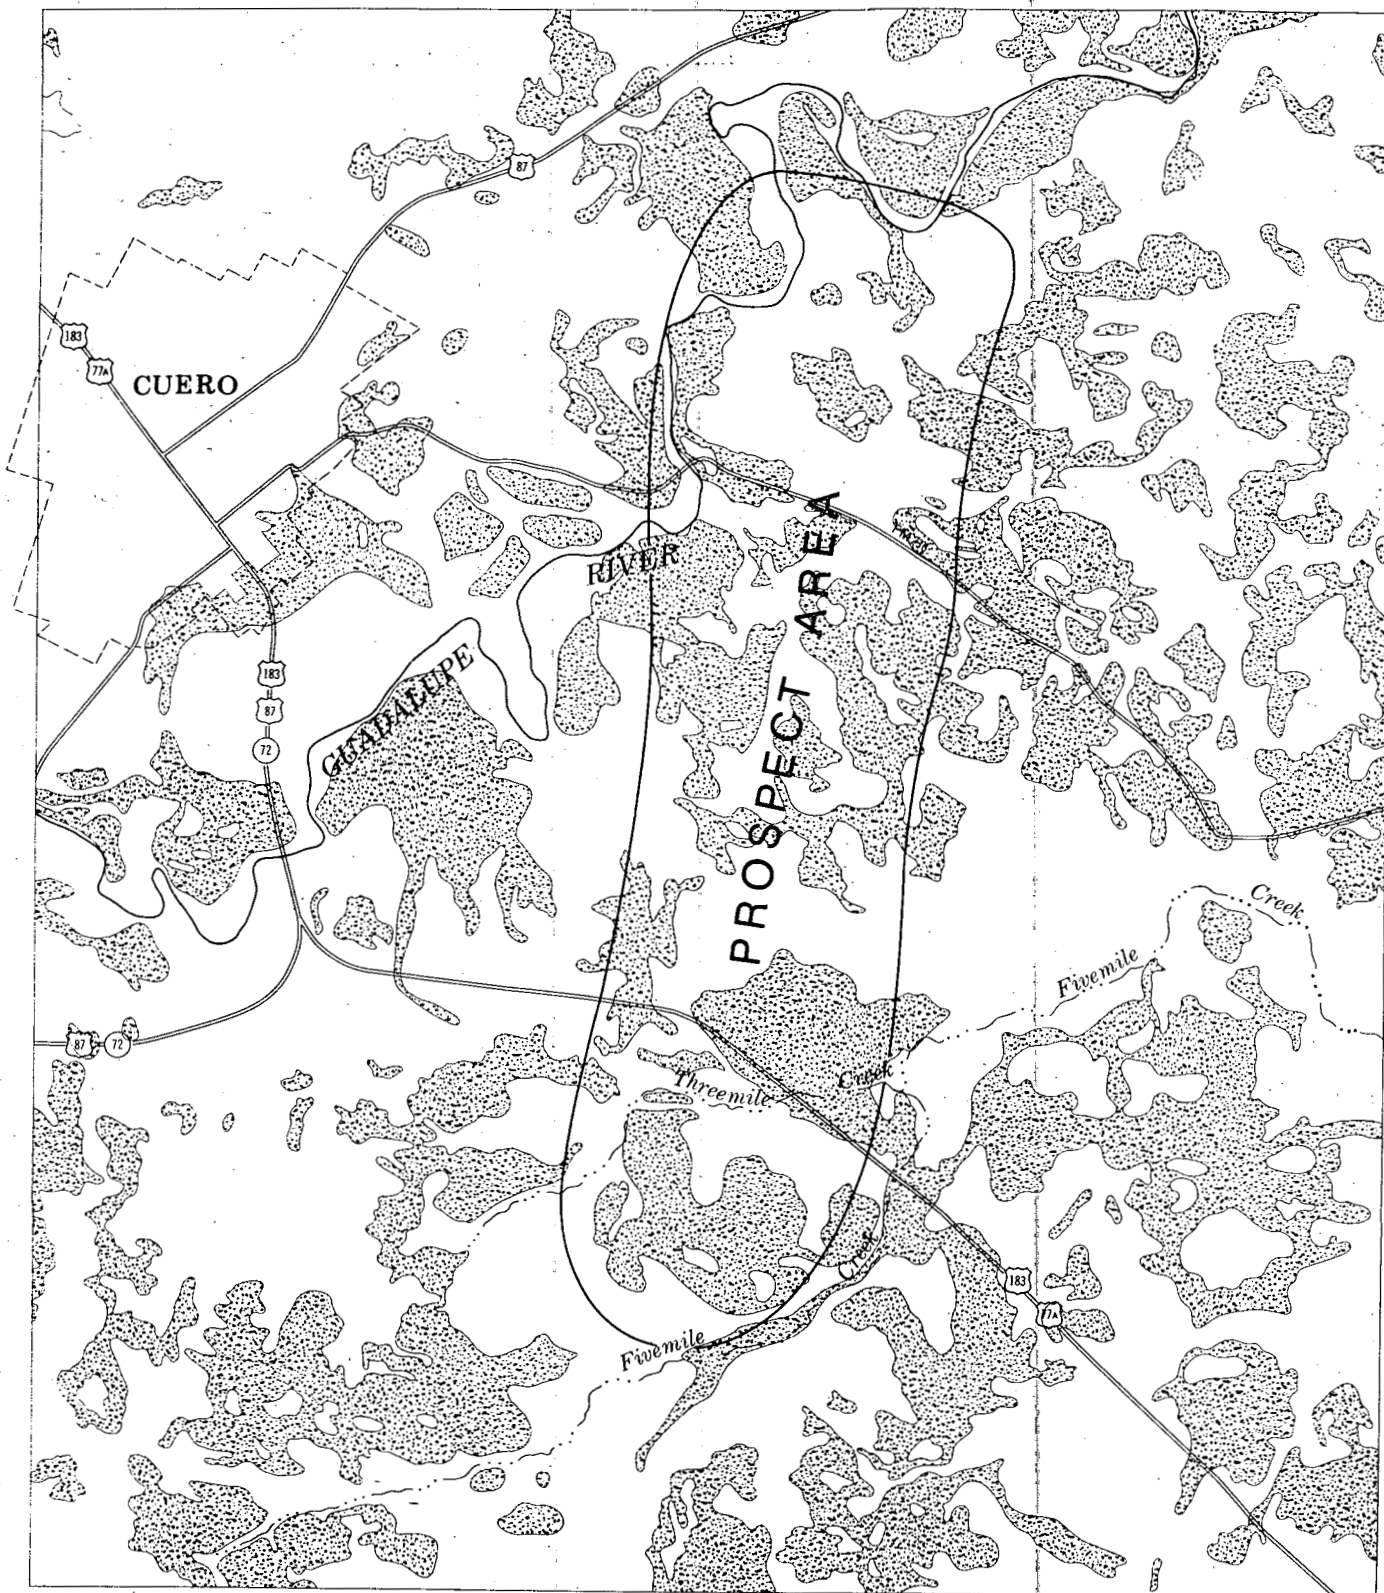 87
183
77A
CUERO
RIVER
PROSPECT AREA
GUADALUPE
183
87
72
Creek
Fivemile
87
72
Threemile
Creek
Creek
183
77A
Fivemile